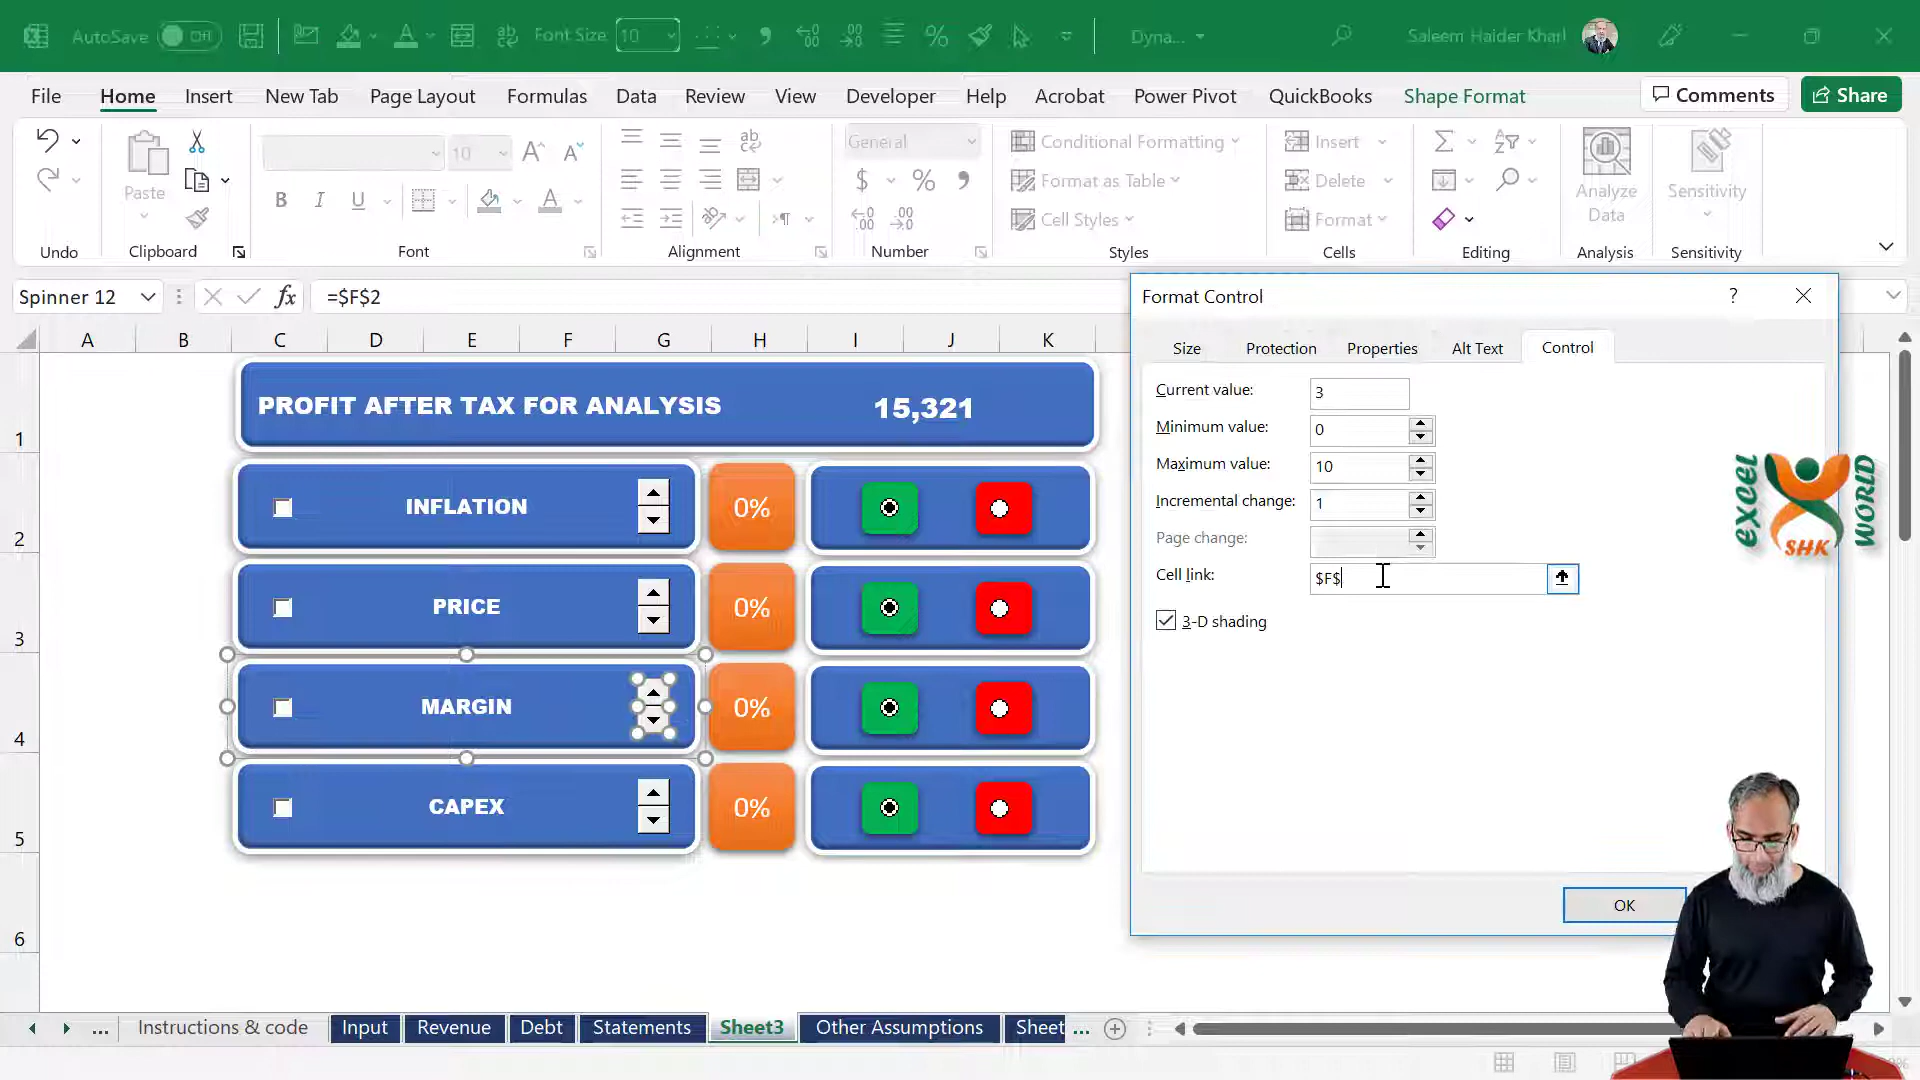 AutoSave Off Font Size 10 Dyna... Saleem Haider Kharl
File Home Insert New Tab Page Layout Formulas Data Review View Developer Help Acrobat Power Pivot QuickBooks Shape Format Comments Share
10 General Conditional Formatting Insert
Paste Format as Table Delete Analyze Data Sensitivity
B I U Cell Styles Format
Undo Clipboard Font Alignment Number Styles Cells Editing Analysis Sensitivity
Spinner 12 fx =$F$2
A B C D E F G H I J K
1 PROFIT AFTER TAX FOR ANALYSIS 15,321
2 INFLATION 0%
3 PRICE 0%
4 MARGIN 0%
5 CAPEX 0%
6
Format Control ?
Size Protection Properties Alt Text Control
Current value: 3
Minimum value: 0
Maximum value: 10
Incremental change: 1
Page change:
Cell link: $F$
3-D shading
OK
EXCEL WORLD
SHK
... Instructions & code Input Revenue Debt Statements Sheet3 Other Assumptions Sheet ...